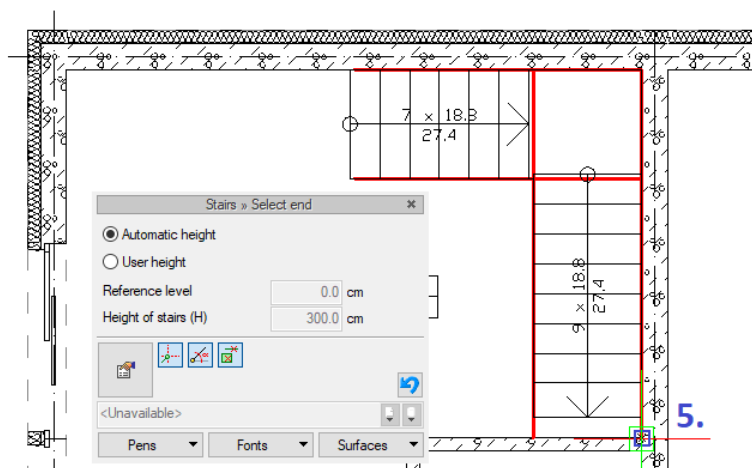 7 x 18.8
27.4
Stairs » Select end
Automatic height
User height
Reference level 0.0 cm
Height of stairs (H) 300.0 cm
9 x 18.8
27.4
<Unavailable>
5.
Pens Fonts Surfaces